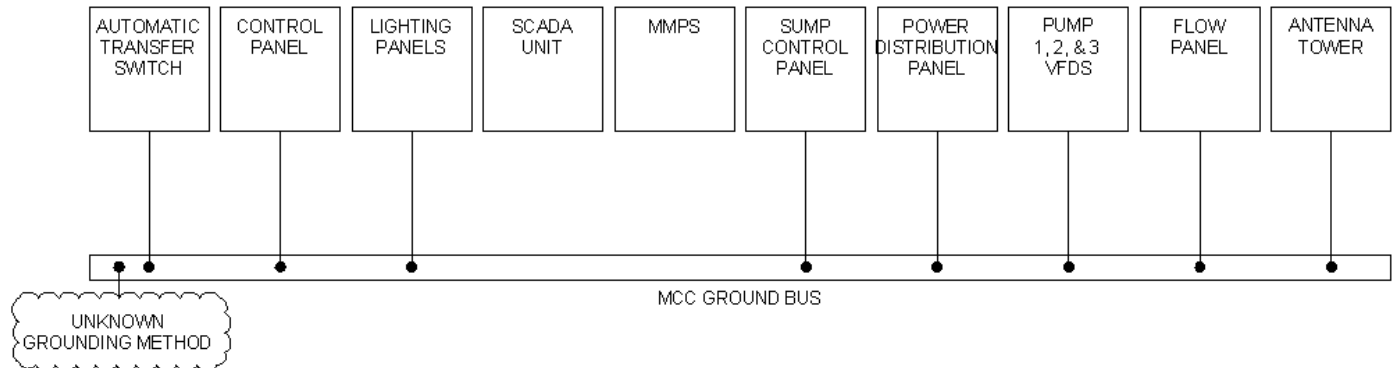 AUTOMATIC
TRANSFER
SWITCH
CONTROL
PANEL
LIGHTING
PANELS
SCADA
UNIT
MMPS
SUMP
CONTROL
PANEL
POWER
DISTRIBUTION
PANEL
PUMP
1, 2, & 3
VFDS
FLOW
PANEL
ANTENNA
TOWER
MCC GROUND BUS
UNKNOWN
GROUNDING METHOD